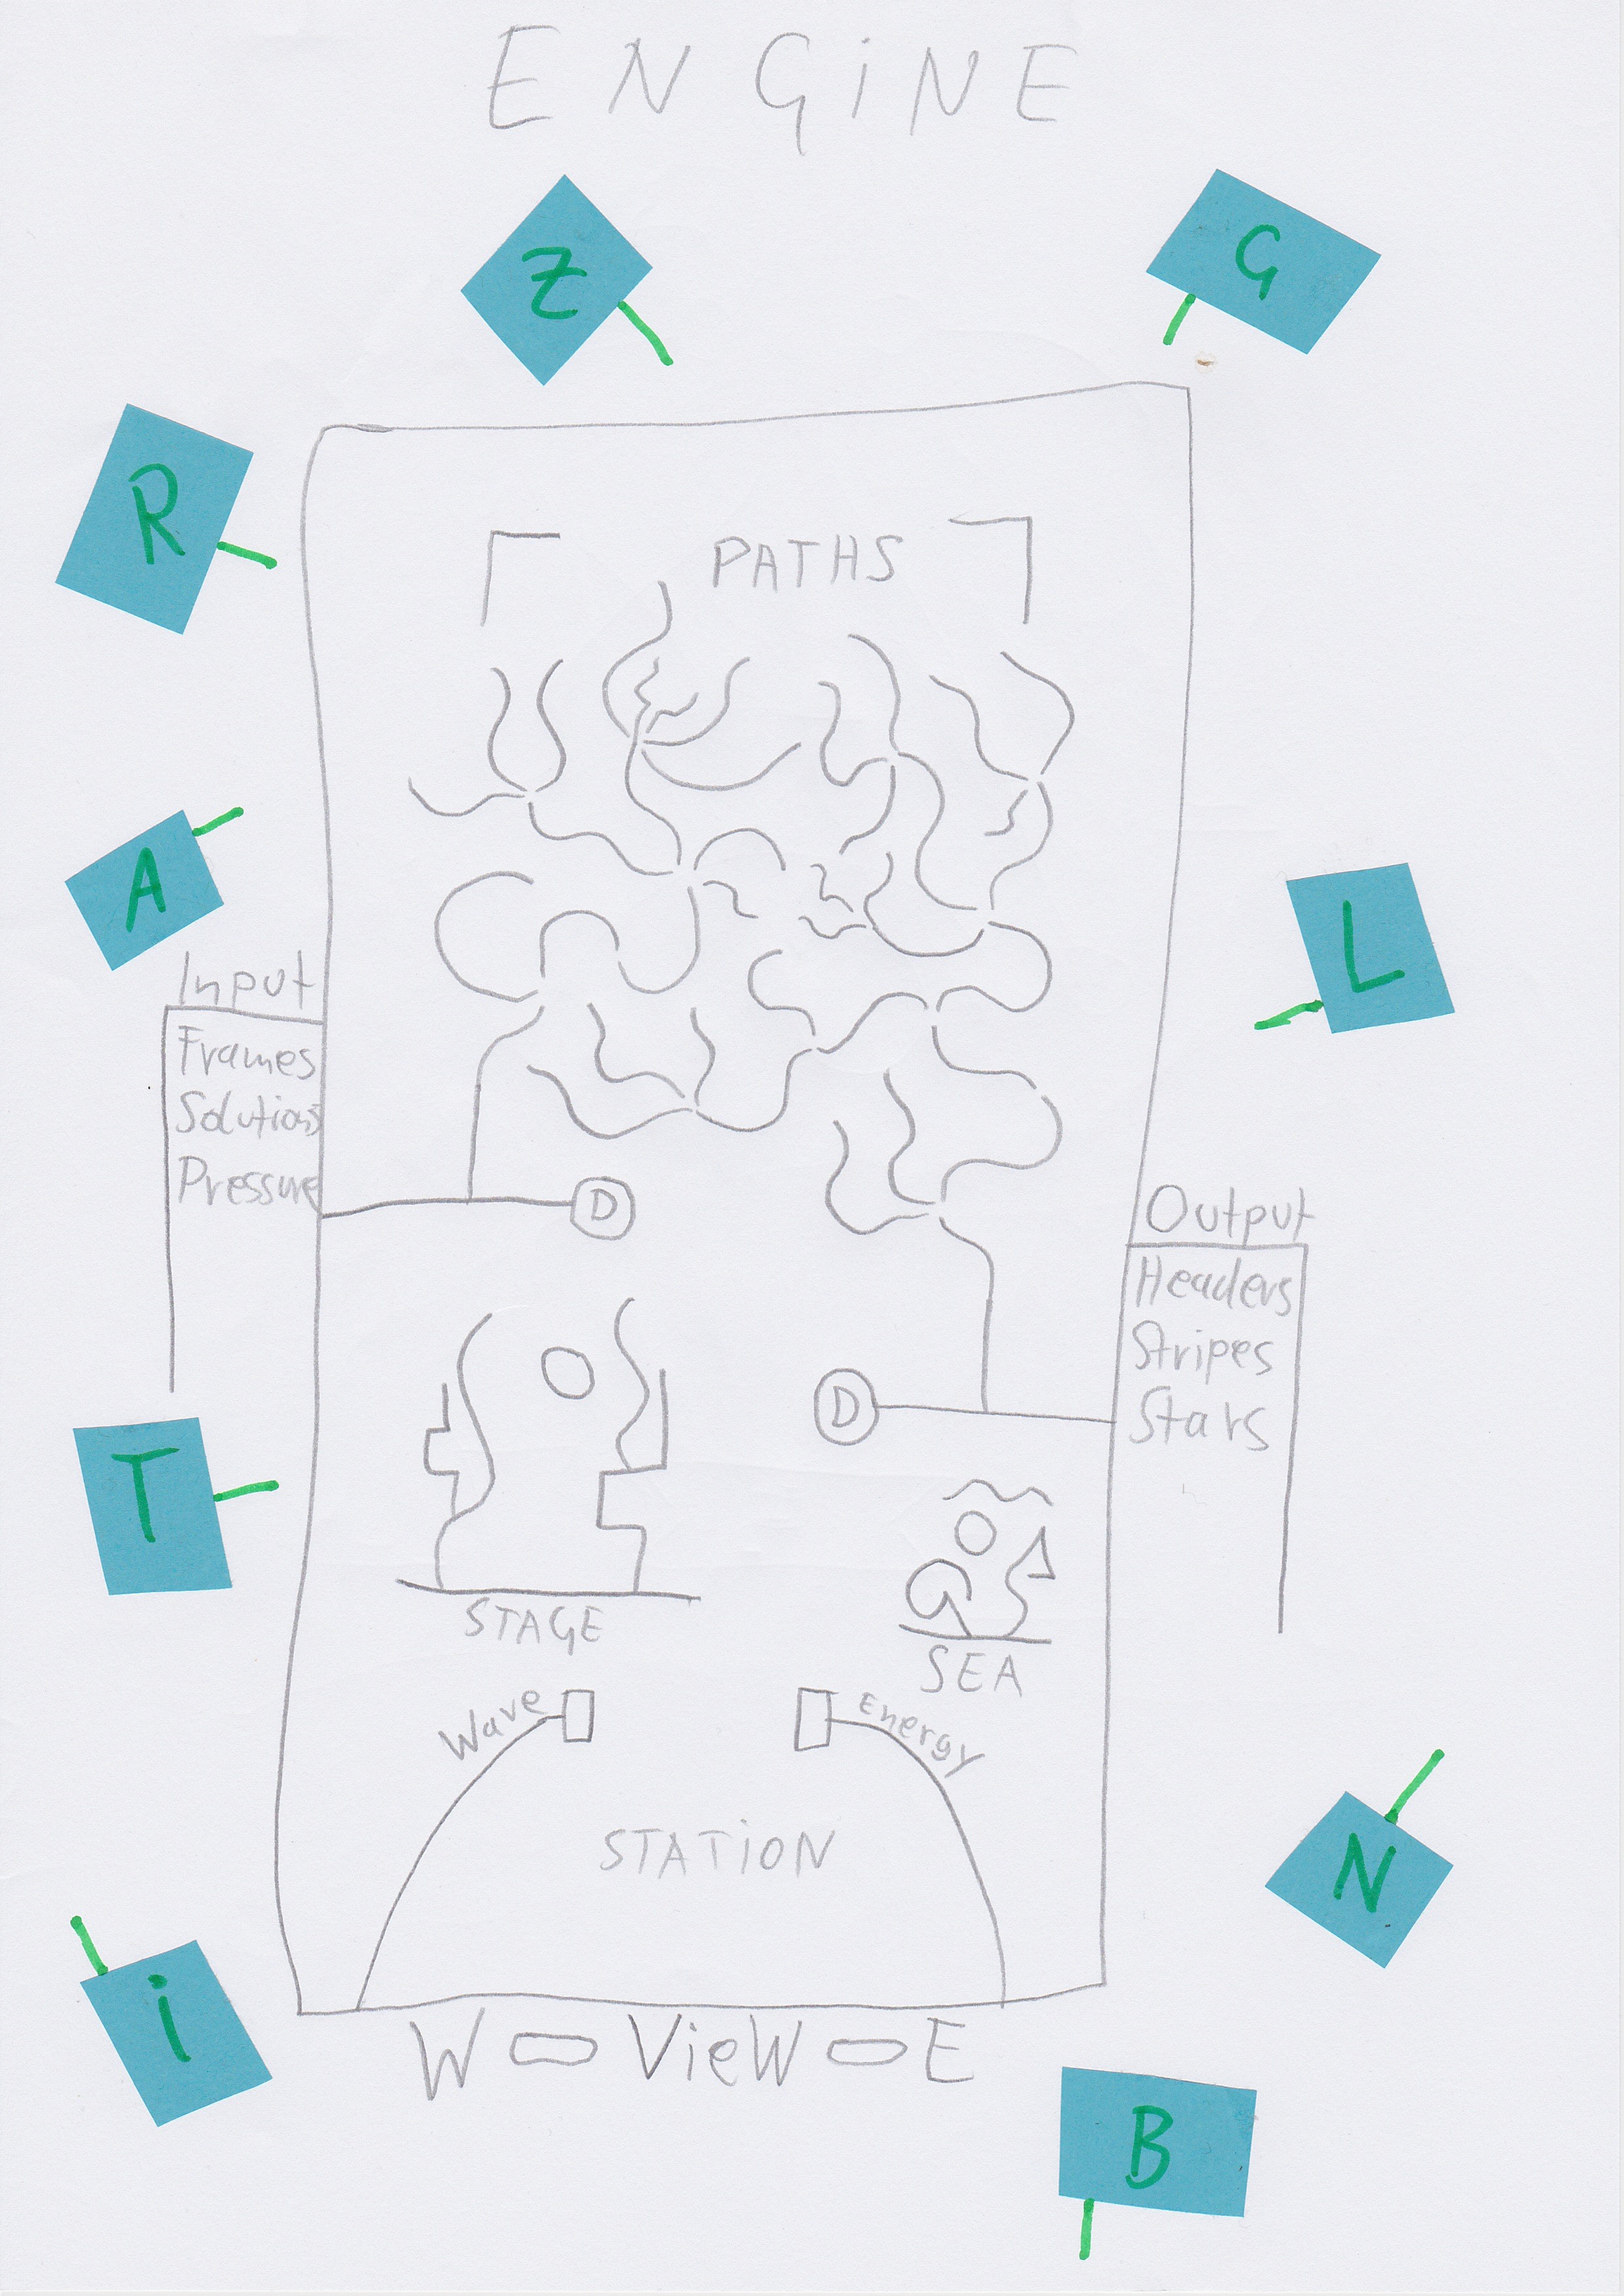 ENGiNE
Z
G
R
PATHS
A
L
Input
Frames
Solutions
Pressure
D
Output
Headers
Stripes
Stars
D
T
STAGE
SEA
Wave
Energy
STATiON
N
i
W VieW E
B